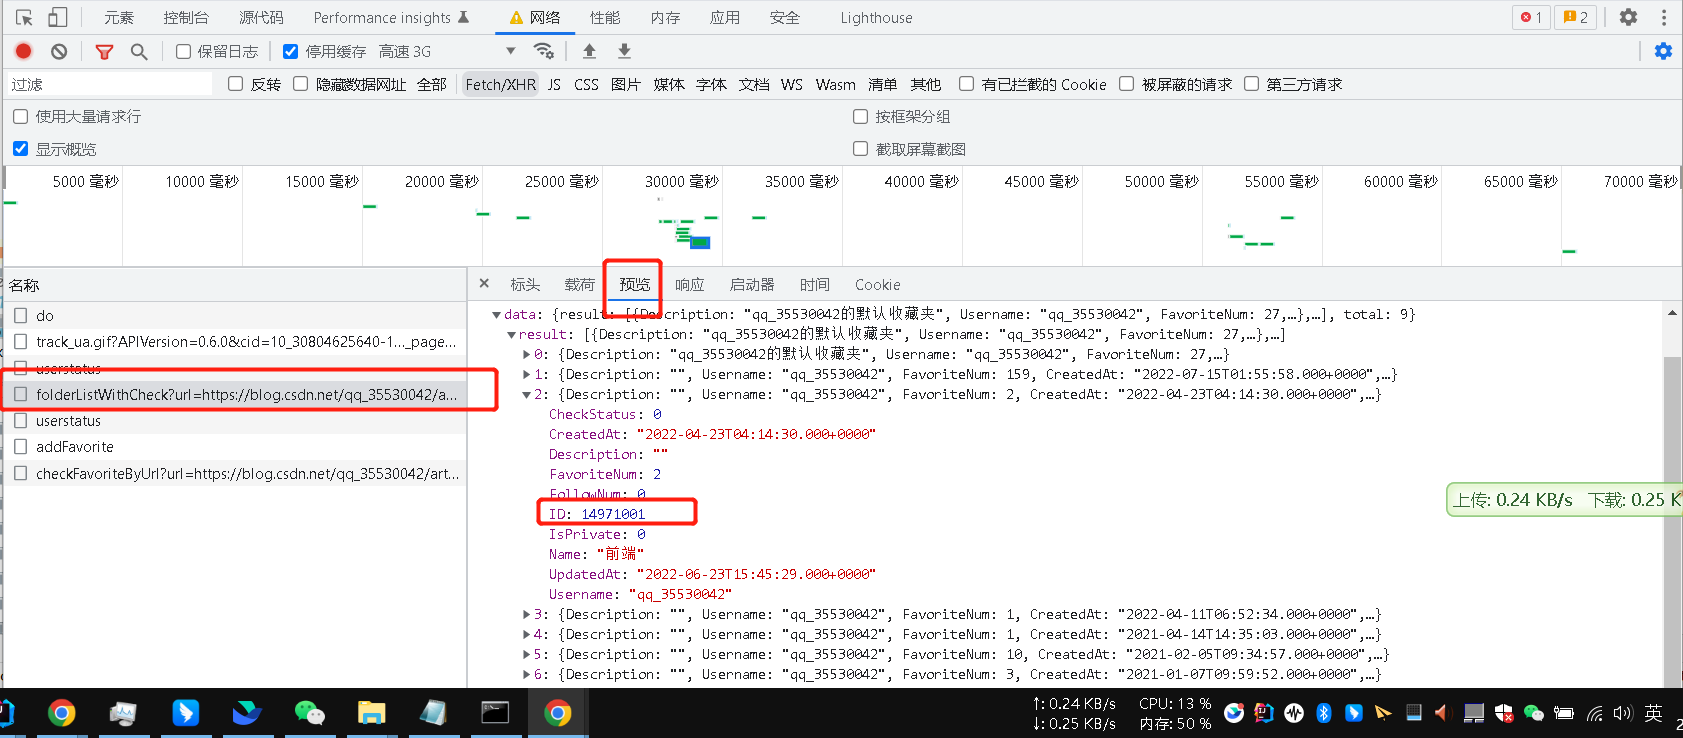 元素 控制台 源代码 Performance insights 网络 性能 内存 应用 安全 Lighthouse 1 2
保留日志 停用缓存 高速 3G
过滤 反转 隐藏数据网址 全部 Fetch/XHR JS CSS 图片 媒体 字体 文档 WS Wasm 清单 其他 有已拦截的 Cookie 被屏蔽的请求 第三方请求
使用大量请求行 按框架分组
显示概览 截取屏幕截图
5000 毫秒 10000 毫秒 15000 毫秒 20000 毫秒 25000 毫秒 30000 毫秒 35000 毫秒 40000 毫秒 45000 毫秒 50000 毫秒 55000 毫秒 60000 毫秒 65000 毫秒 70000 毫秒
名称
do
track_ua.gif?APIVersion=0.6.0&cid=10_30804625640-1..._page...
userstatus
folderListWithCheck?url=https://blog.csdn.net/qq_35530042/a...
userstatus
addFavorite
checkFavoriteByUrl?url=https://blog.csdn.net/qq_35530042/art...
× 标头 载荷 预览 响应 启动器 时间 Cookie
▼data: {result: [{Description: "qq_35530042的默认收藏夹", Username: "qq_35530042", FavoriteNum: 27,…},…], total: 9}
▼result: [{Description: "qq_35530042的默认收藏夹", Username: "qq_35530042", FavoriteNum: 27,…},…]
▶0: {Description: "qq_35530042的默认收藏夹", Username: "qq_35530042", FavoriteNum: 27,…}
▶1: {Description: "", Username: "qq_35530042", FavoriteNum: 159, CreatedAt: "2022-07-15T01:55:58.000+0000",…}
▼2: {Description: "", Username: "qq_35530042", FavoriteNum: 2, CreatedAt: "2022-04-23T04:14:30.000+0000",…}
CheckStatus: 0
CreatedAt: "2022-04-23T04:14:30.000+0000"
Description: ""
FavoriteNum: 2
FollowNum: 0
ID: 14971001
IsPrivate: 0
Name: "前端"
UpdatedAt: "2022-06-23T15:45:29.000+0000"
Username: "qq_35530042"
▶3: {Description: "", Username: "qq_35530042", FavoriteNum: 1, CreatedAt: "2022-04-11T06:52:34.000+0000",…}
▶4: {Description: "", Username: "qq_35530042", FavoriteNum: 1, CreatedAt: "2021-04-14T14:35:03.000+0000",…}
▶5: {Description: "", Username: "qq_35530042", FavoriteNum: 10, CreatedAt: "2021-02-05T09:34:57.000+0000",…}
▶6: {Description: "", Username: "qq_35530042", FavoriteNum: 3, CreatedAt: "2021-01-07T09:59:52.000+0000",…}
上传: 0.24 KB/s 下载: 0.25 K
↑: 0.24 KB/s CPU: 13 %
↓: 0.25 KB/s 内存: 50 %
英